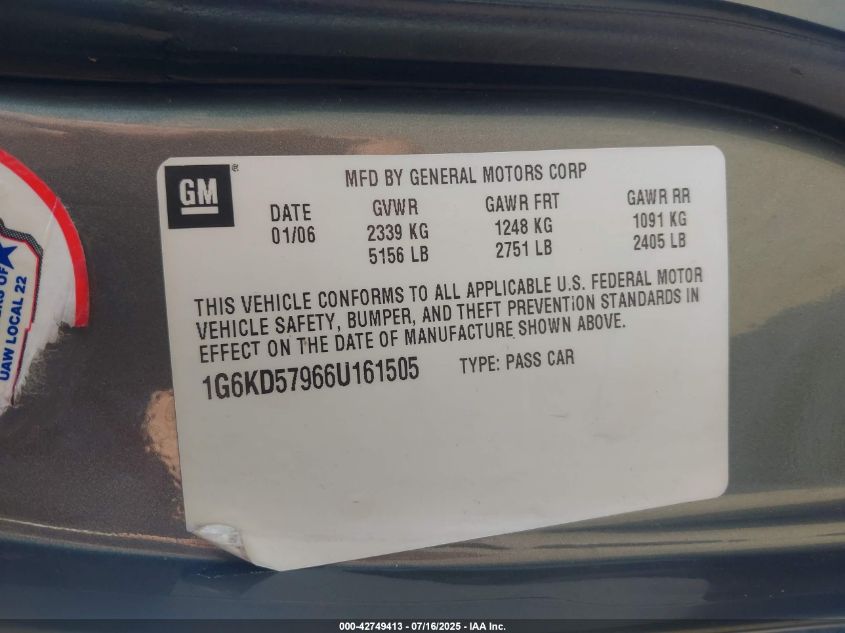 GM®
MFD BY GENERAL MOTORS CORP
DATE GVWR GAWR FRT GAWR RR
01/06 2339 KG 1248 KG 1091 KG
5156 LB 2751 LB 2405 LB
THIS VEHICLE CONFORMS TO ALL APPLICABLE U.S. FEDERAL MOTOR
VEHICLE SAFETY, BUMPER, AND THEFT PREVENTION STANDARDS IN
EFFECT ON THE DATE OF MANUFACTURE SHOWN ABOVE.
1G6KD57966U161505 TYPE: PASS CAR
OF
UAW LOCAL 22
000-42749413 - 07/16/2025 - IAA Inc.